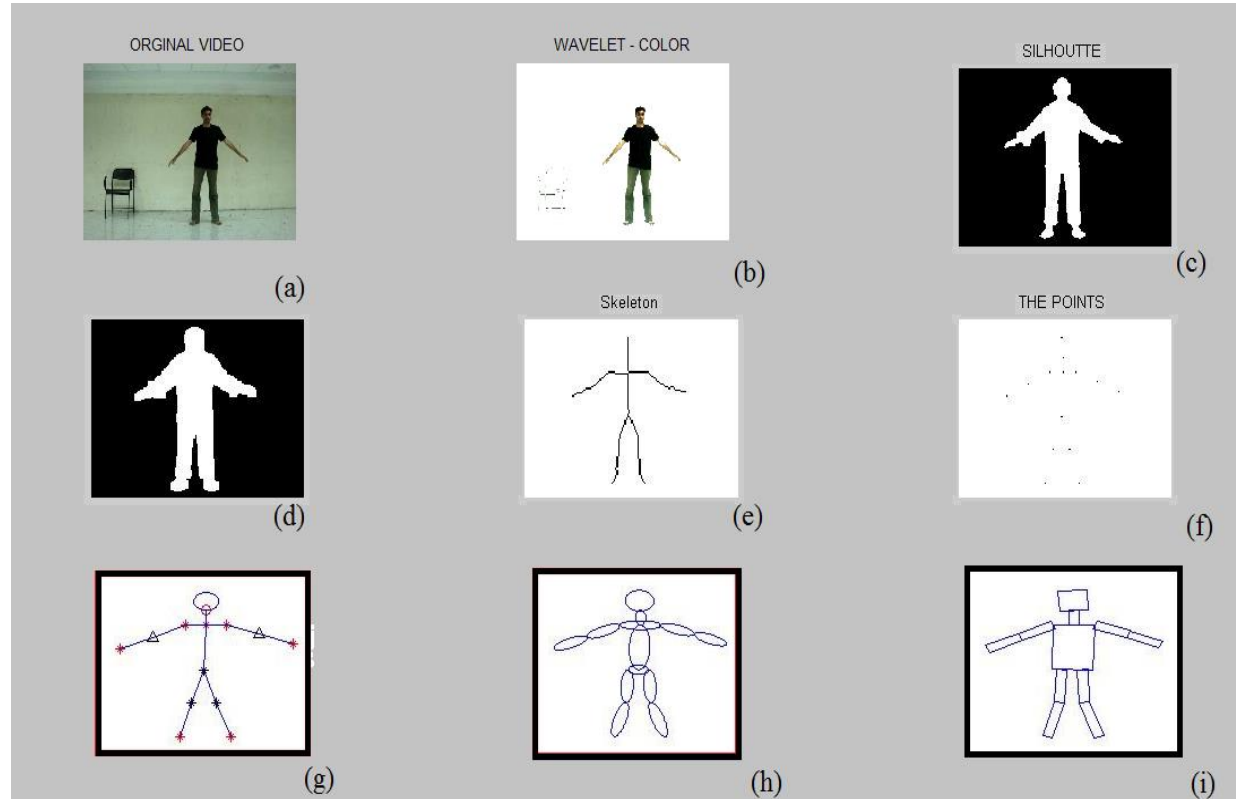 ORGINAL VIDEO
WAVELET - COLOR
SILHOUTTE
(a)
(b)
(c)
Skeleton
THE POINTS
(d)
(e)
(f)
(g)
(h)
(i)